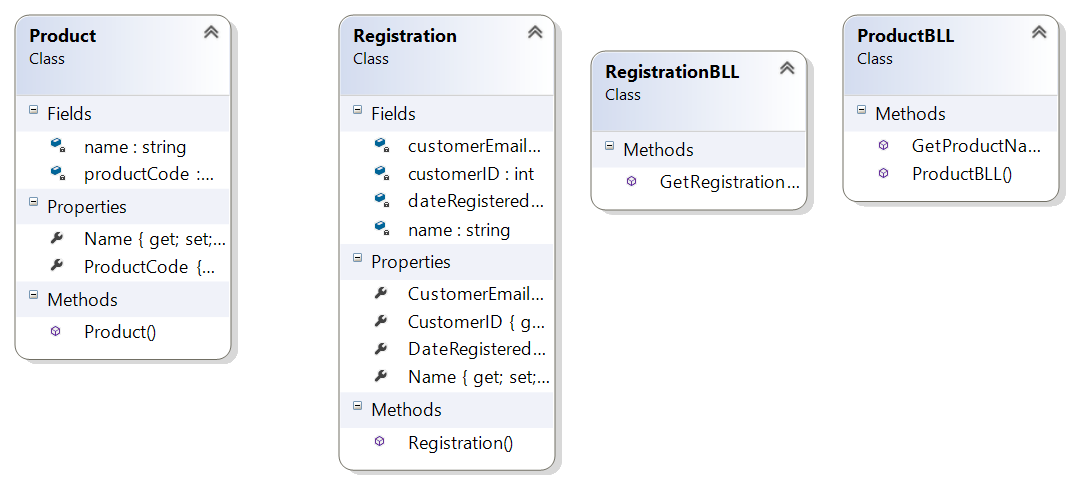 Product
Class
Fields
name : string
productCode :...
Properties
Name { get; set;...
ProductCode {...
Methods
Product()
Registration
Class
Fields
customerEmail...
customerID : int
dateRegistered...
name : string
Properties
CustomerEmail...
CustomerID { g...
DateRegistered...
Name { get; set;...
Methods
Registration()
RegistrationBLL
Class
Methods
GetRegistration...
ProductBLL
Class
Methods
GetProductNa...
ProductBLL()